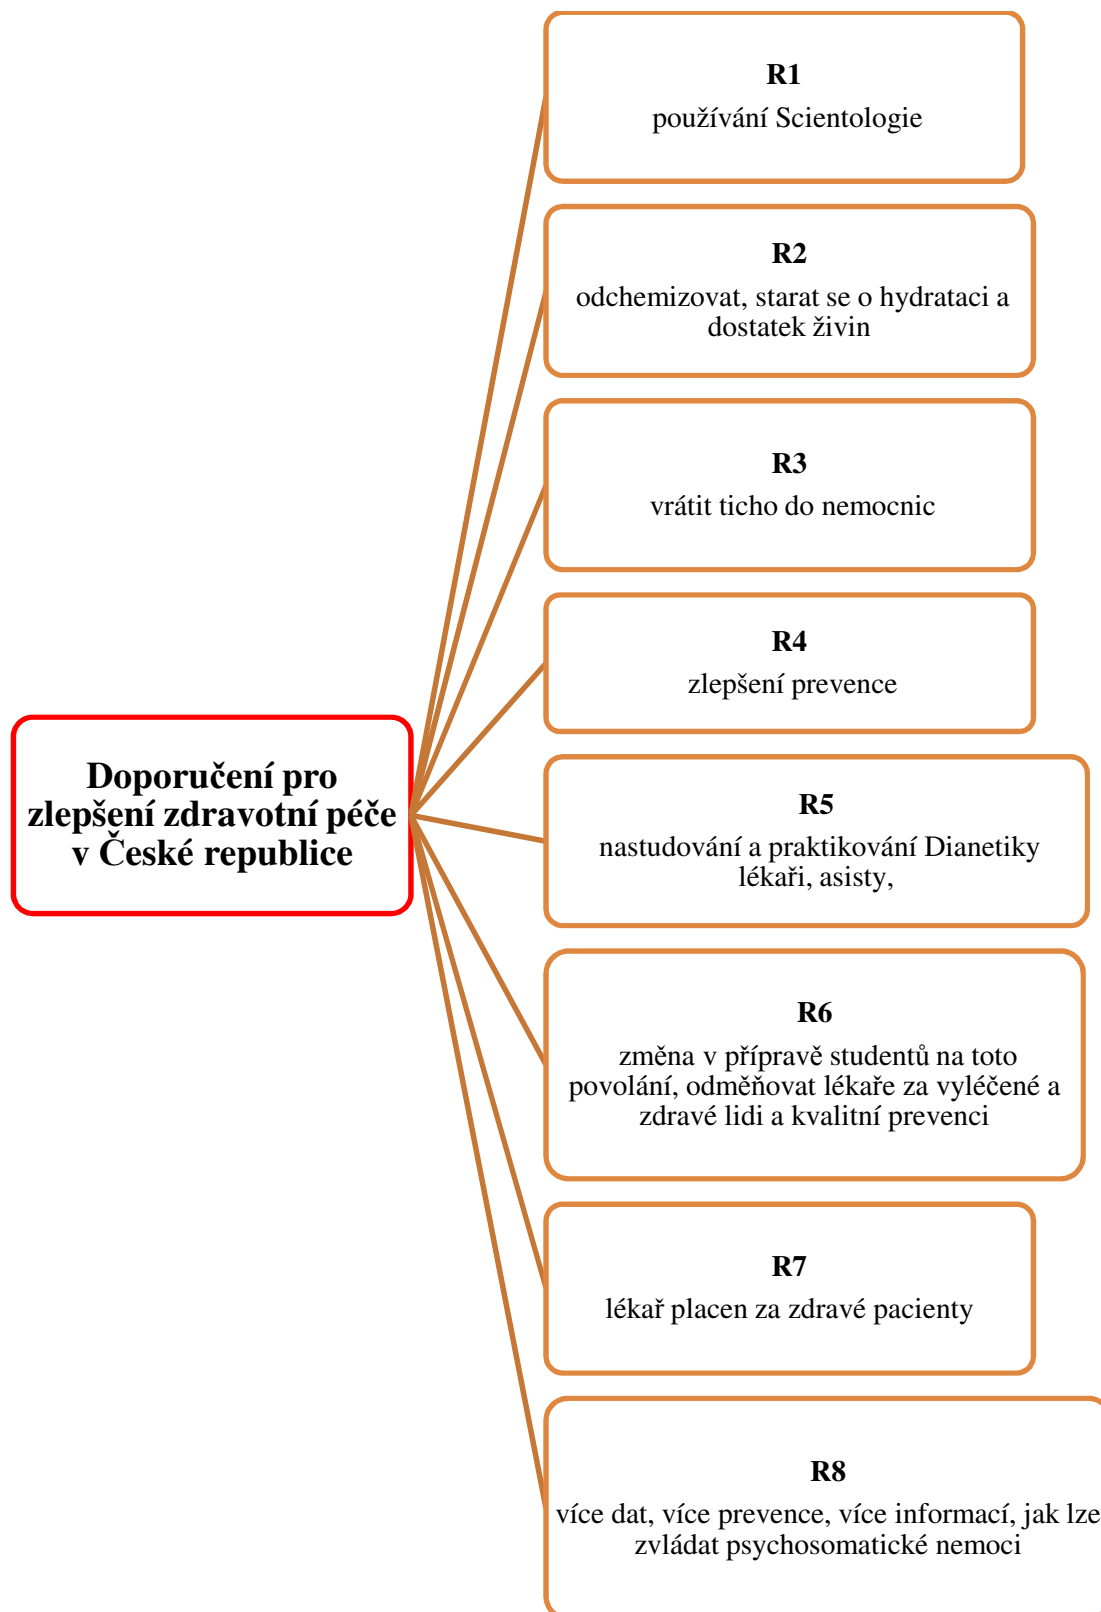 R1
používání Scientologie
R2
odchemizovat, starat se o hydrataci a
dostatek živin
R3
vrátit ticho do nemocnic
R4
zlepšení prevence
Doporučení pro
zlepšení zdravotní péče
v České republice
R5
nastudování a praktikování Dianetiky
lékaři, asisty,
R6
změna v přípravě studentů na toto
povolání, odměňovat lékaře za vyléčené a
zdravé lidi a kvalitní prevenci
R7
lékař placen za zdravé pacienty
R8
více dat, více prevence, více informací, jak lze
zvládat psychosomatické nemoci